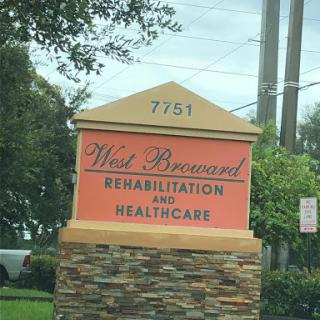 7751
West Broward
REHABILITATION
AND
HEALTHCARE